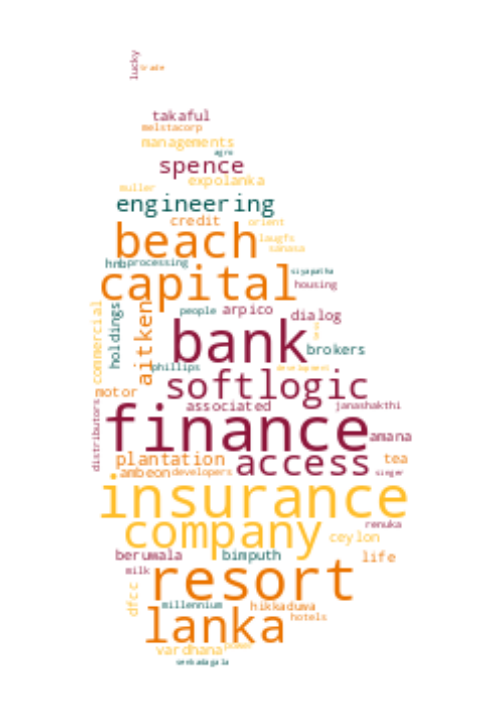 lucky
trade
takaful
melstacorp
managements
agro
spence
expolanka
muller
engineering
credit
orient
beach
laugfs
sanasa
hnb
processing
capital
siyapatha
housing
commercial
holdings
aitken
people
arpico
dialog
bank
brokers
phillips
development
softlogic
motor
associated
janashakthi
distributors
finance
amana
plantation
access
tea
ambeon
developers
singer
insurance
company
renuka
ceylon
beruwala
bimputh
life
milk
resort
dfcc
millennium
hikkaduwa
hotels
lanka
vardhana
power
senkadagala